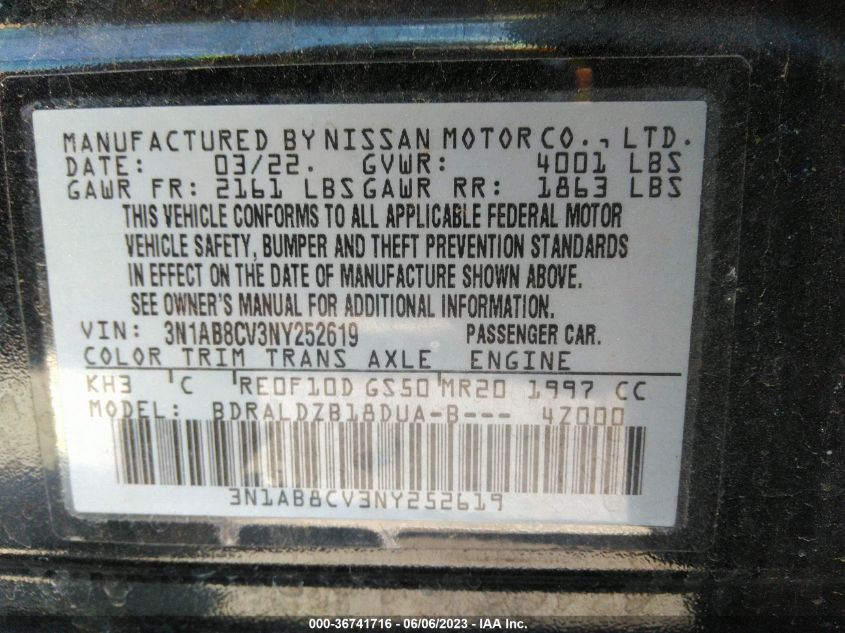 MANUFACTURED BY NISSAN MOTOR CO., LTD.
DATE: 03/22. GVWR: 4001 LBS
GAWR FR: 2161 LBS GAWR RR: 1863 LBS
THIS VEHICLE CONFORMS TO ALL APPLICABLE FEDERAL MOTOR
VEHICLE SAFETY, BUMPER AND THEFT PREVENTION STANDARDS
IN EFFECT ON THE DATE OF MANUFACTURE SHOWN ABOVE.
SEE OWNER'S MANUAL FOR ADDITIONAL INFORMATION.
VIN: 3N1AB8CV3NY252619 PASSENGER CAR.
COLOR TRIM TRANS AXLE ENGINE
KH3 C RE0F10D GS50 MR20 1997 CC
MODEL: BDRALDZB18DUA-B--- 4Z000
3N1AB8CV3NY252619
000-36741716 - 06/06/2023 - © IAA Inc.